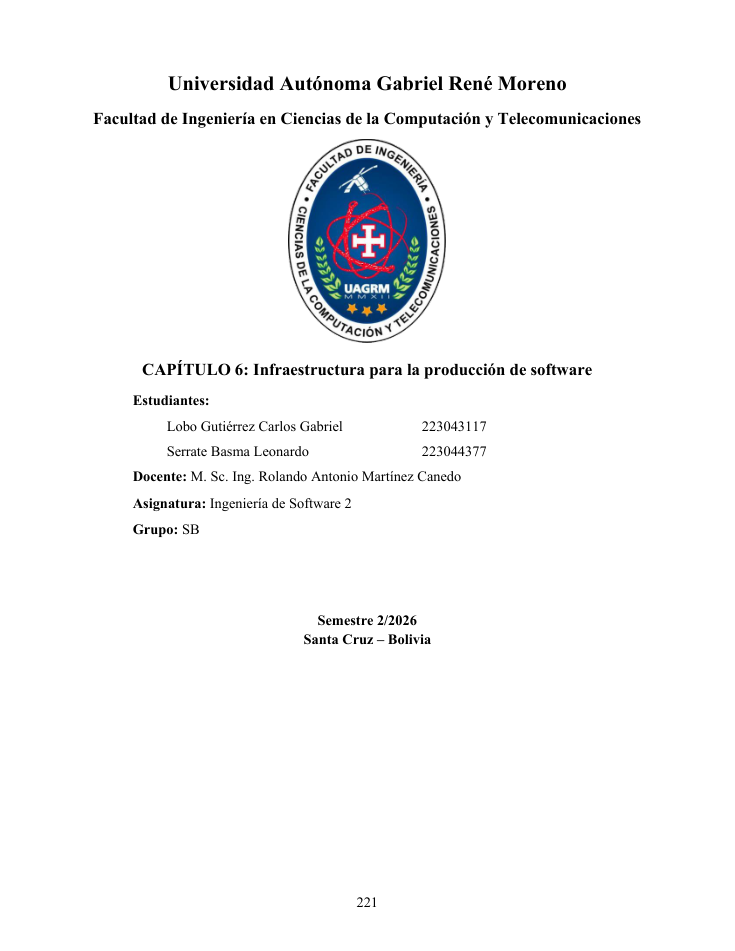 Universidad Autónoma Gabriel René Moreno
Facultad de Ingeniería en Ciencias de la Computación y Telecomunicaciones
• FACULTAD DE INGENIERÍA •
CIENCIAS DE LA COMPUTACIÓN Y TELECOMUNICACIONES
UAGRM
MMXII
CAPÍTULO 6: Infraestructura para la producción de software
Estudiantes:
Lobo Gutiérrez Carlos Gabriel 223043117
Serrate Basma Leonardo 223044377
Docente: M. Sc. Ing. Rolando Antonio Martínez Canedo
Asignatura: Ingeniería de Software 2
Grupo: SB
Semestre 2/2026
Santa Cruz – Bolivia
221